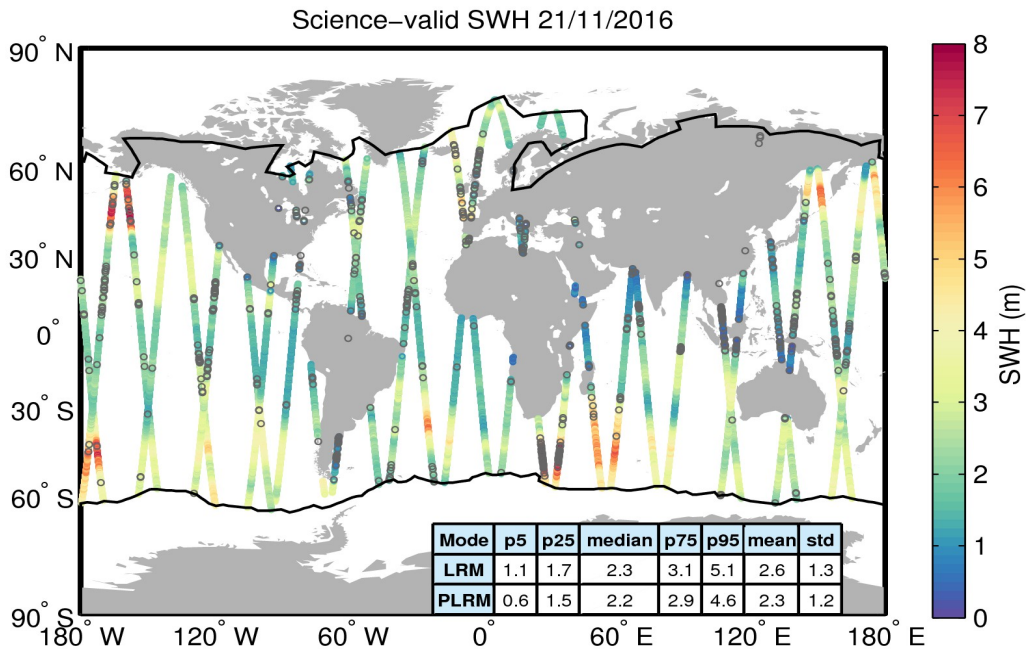 Science−valid SWH 21/11/2016
90° N
60° N
30° N
0°
30° S
60° S
90° S
180° W
120° W
60° W
0°
60° E
120° E
180° E
Mode p5 p25 median p75 p95 mean std
LRM 1.1 1.7 2.3 3.1 5.1 2.6 1.3
PLRM 0.6 1.5 2.2 2.9 4.6 2.3 1.2
8
7
6
5
4
3
2
1
0
SWH (m)